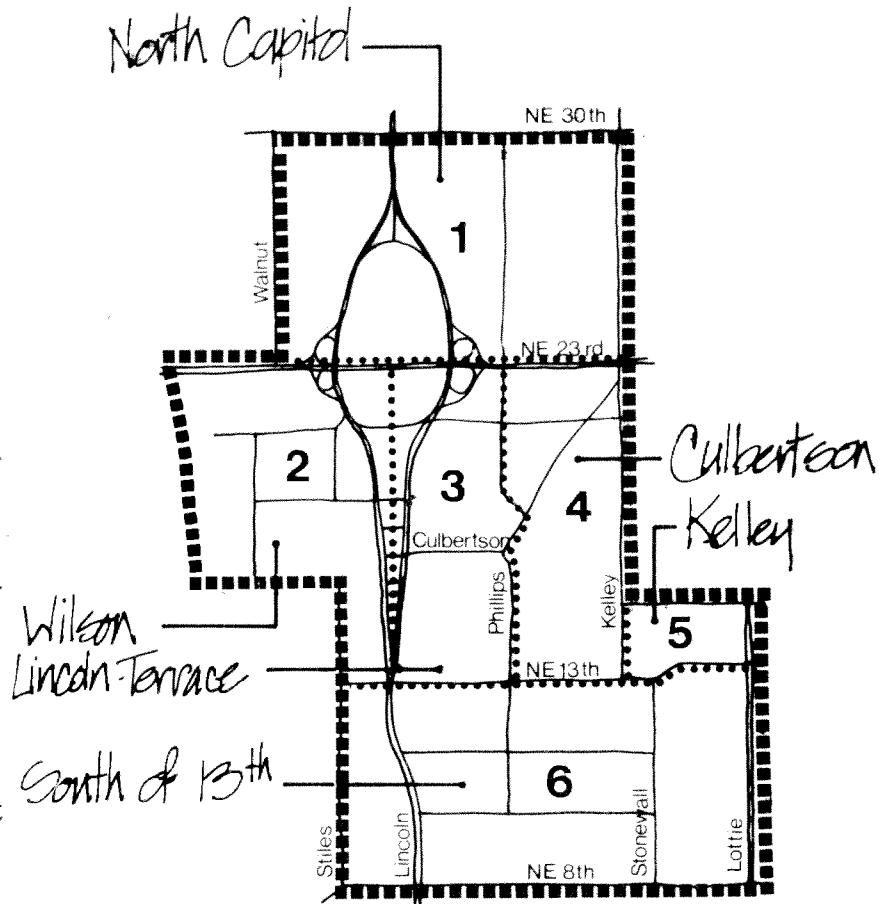 North Capitol
NE 30th
1
Walnut
NE 23rd
2
3
4
Culbertson
Kelley
Culbertson
Phillips
Kelley
5
Wilson
Lincoln-Terrace
NE 13th
South of 13th
6
Stiles
Lincoln
Stonewall
Lottie
NE 8th